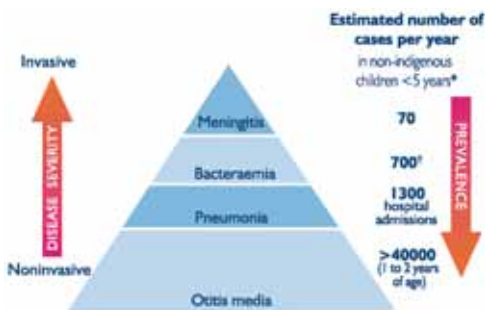 Estimated number of
cases per year
in non-indigenous
children <5 years*
Invasive
DISEASE SEVERITY
Noninvasive
Meningitis
70
Bacteraemia
700†
Pneumonia
1300
hospital
admissions
Otitis media
>40000
(1 to 2 years
of age)
PREVALENCE